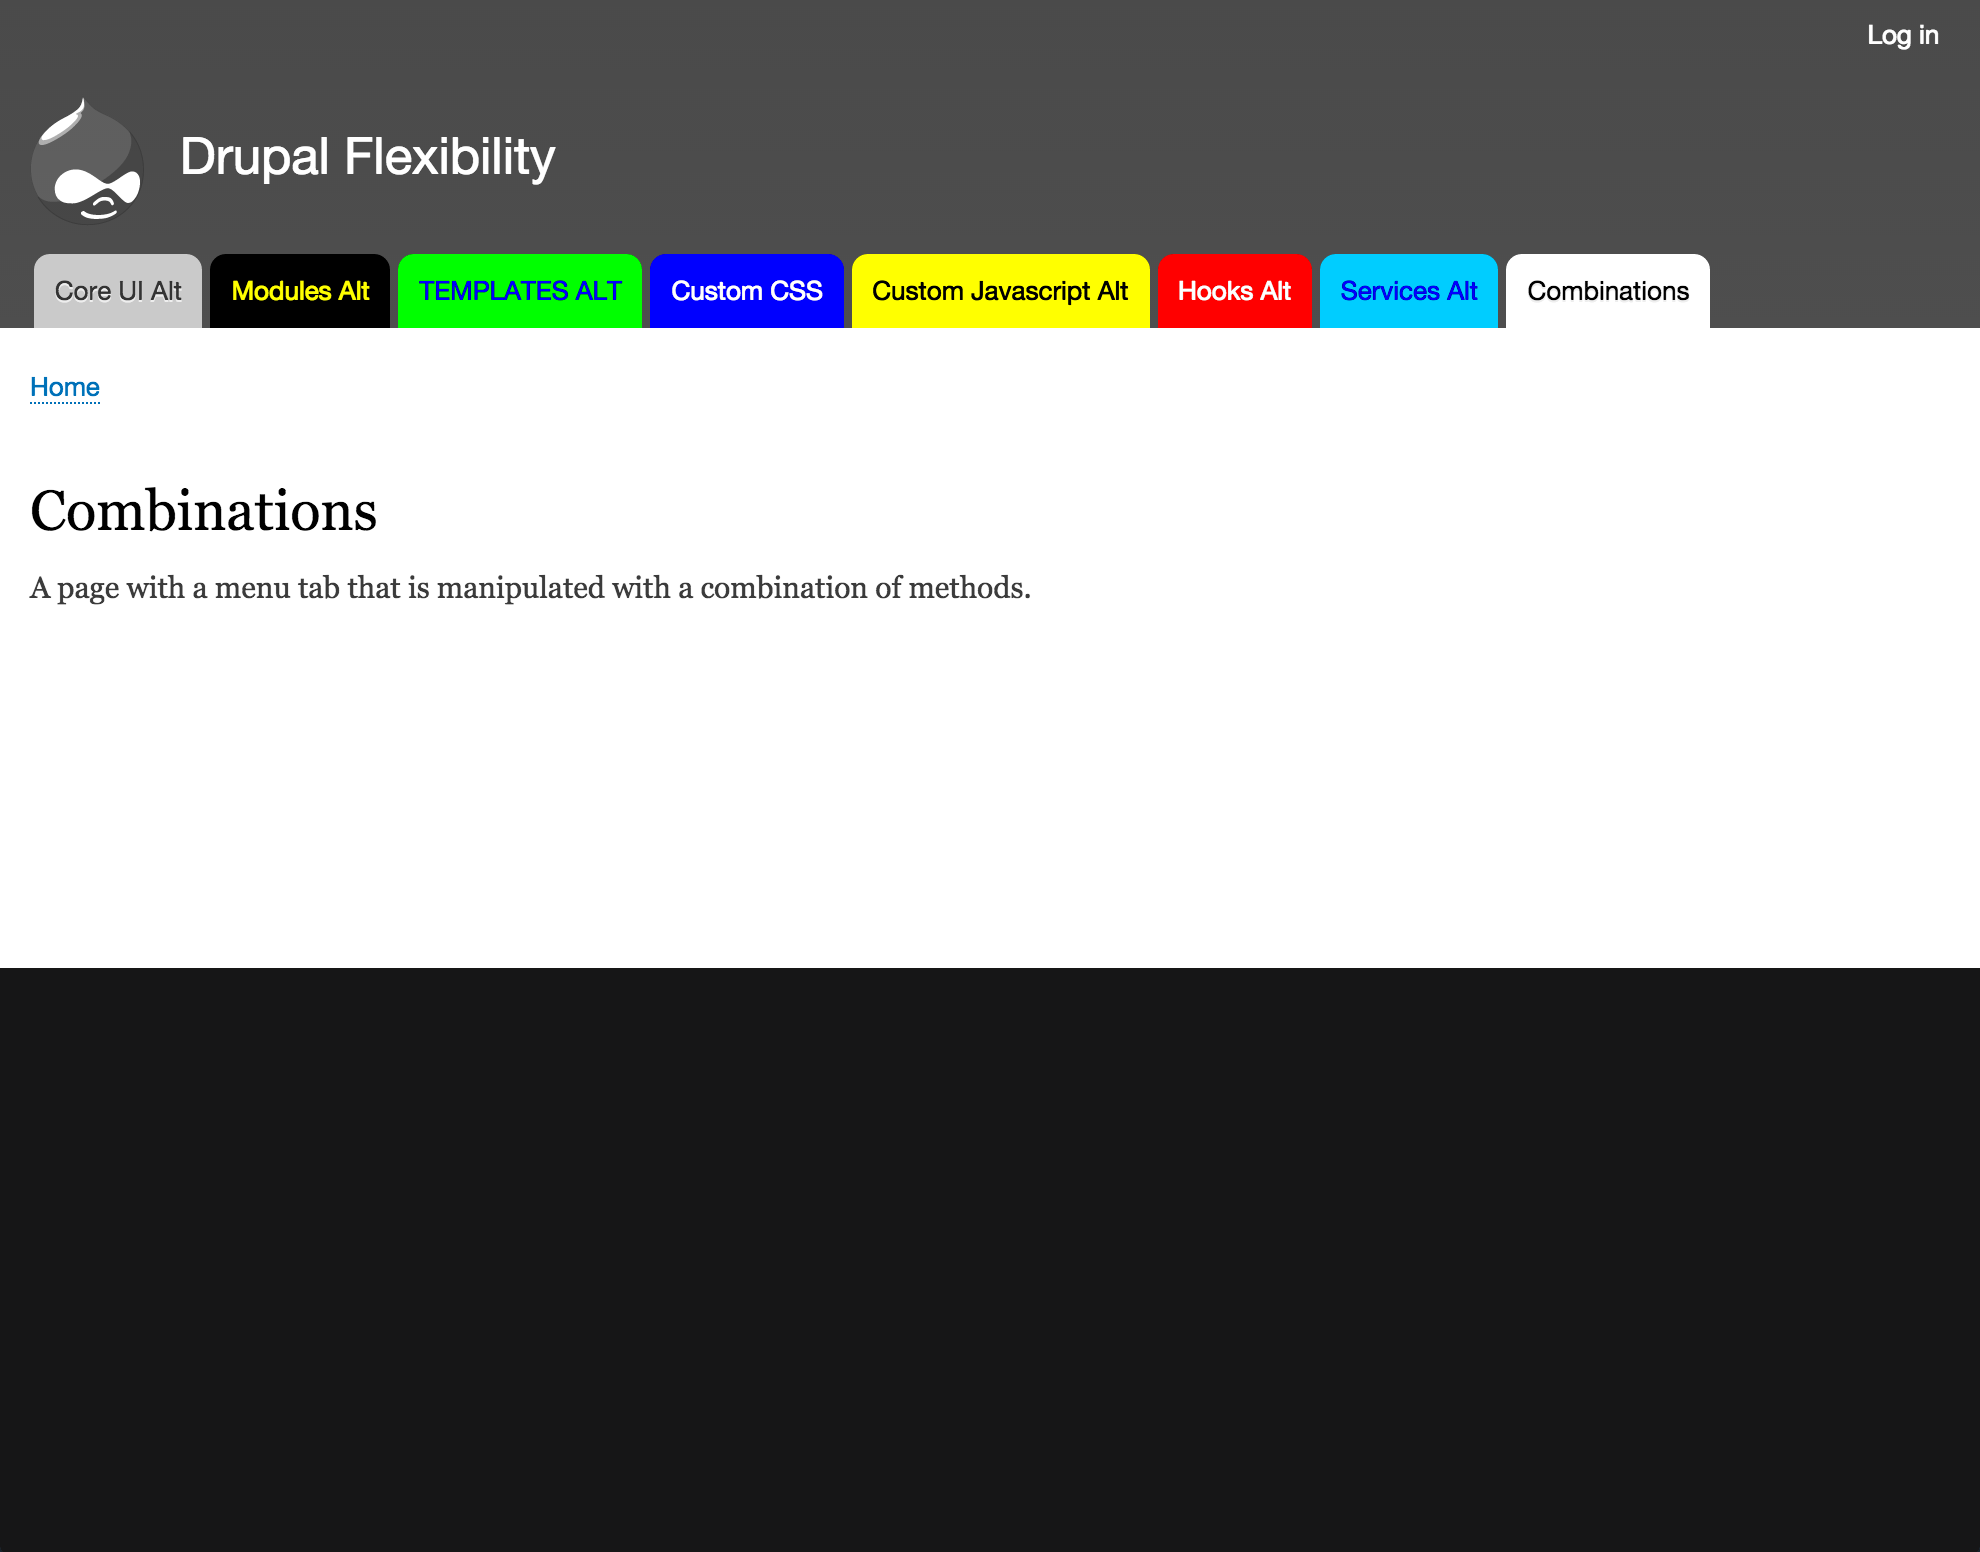 Log in
Drupal Flexibility
Core UI Alt Modules Alt TEMPLATES ALT Custom CSS Custom Javascript Alt Hooks Alt Services Alt Combinations
Home
Combinations
A page with a menu tab that is manipulated with a combination of methods.